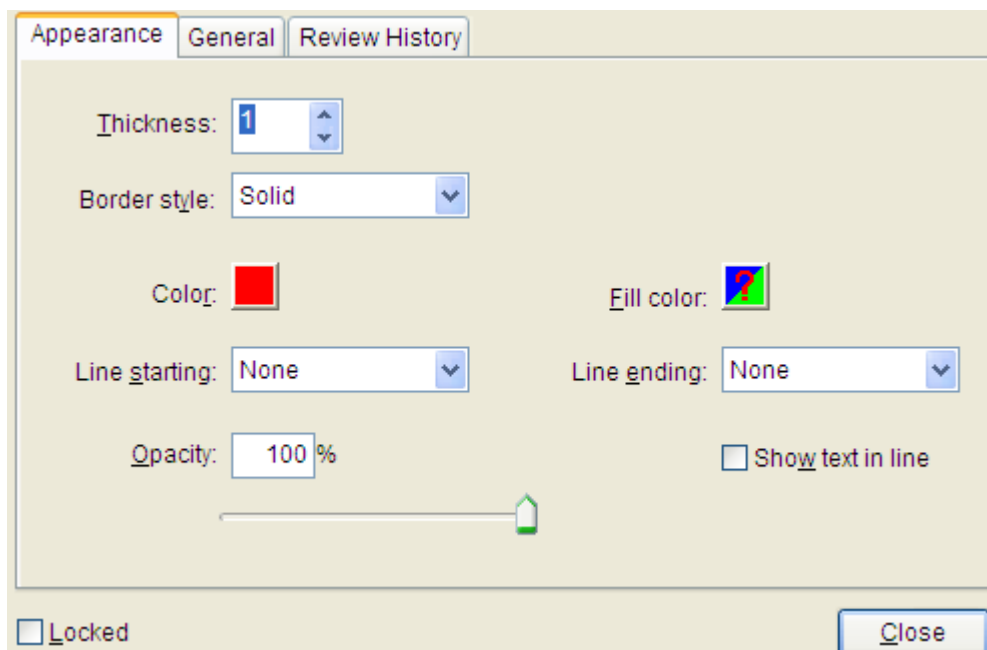 Appearance General Review History
Thickness: 1
Border style: Solid
Color: Fill color: ?
Line starting: None Line ending: None
Opacity: 100 % Show text in line
Locked Close